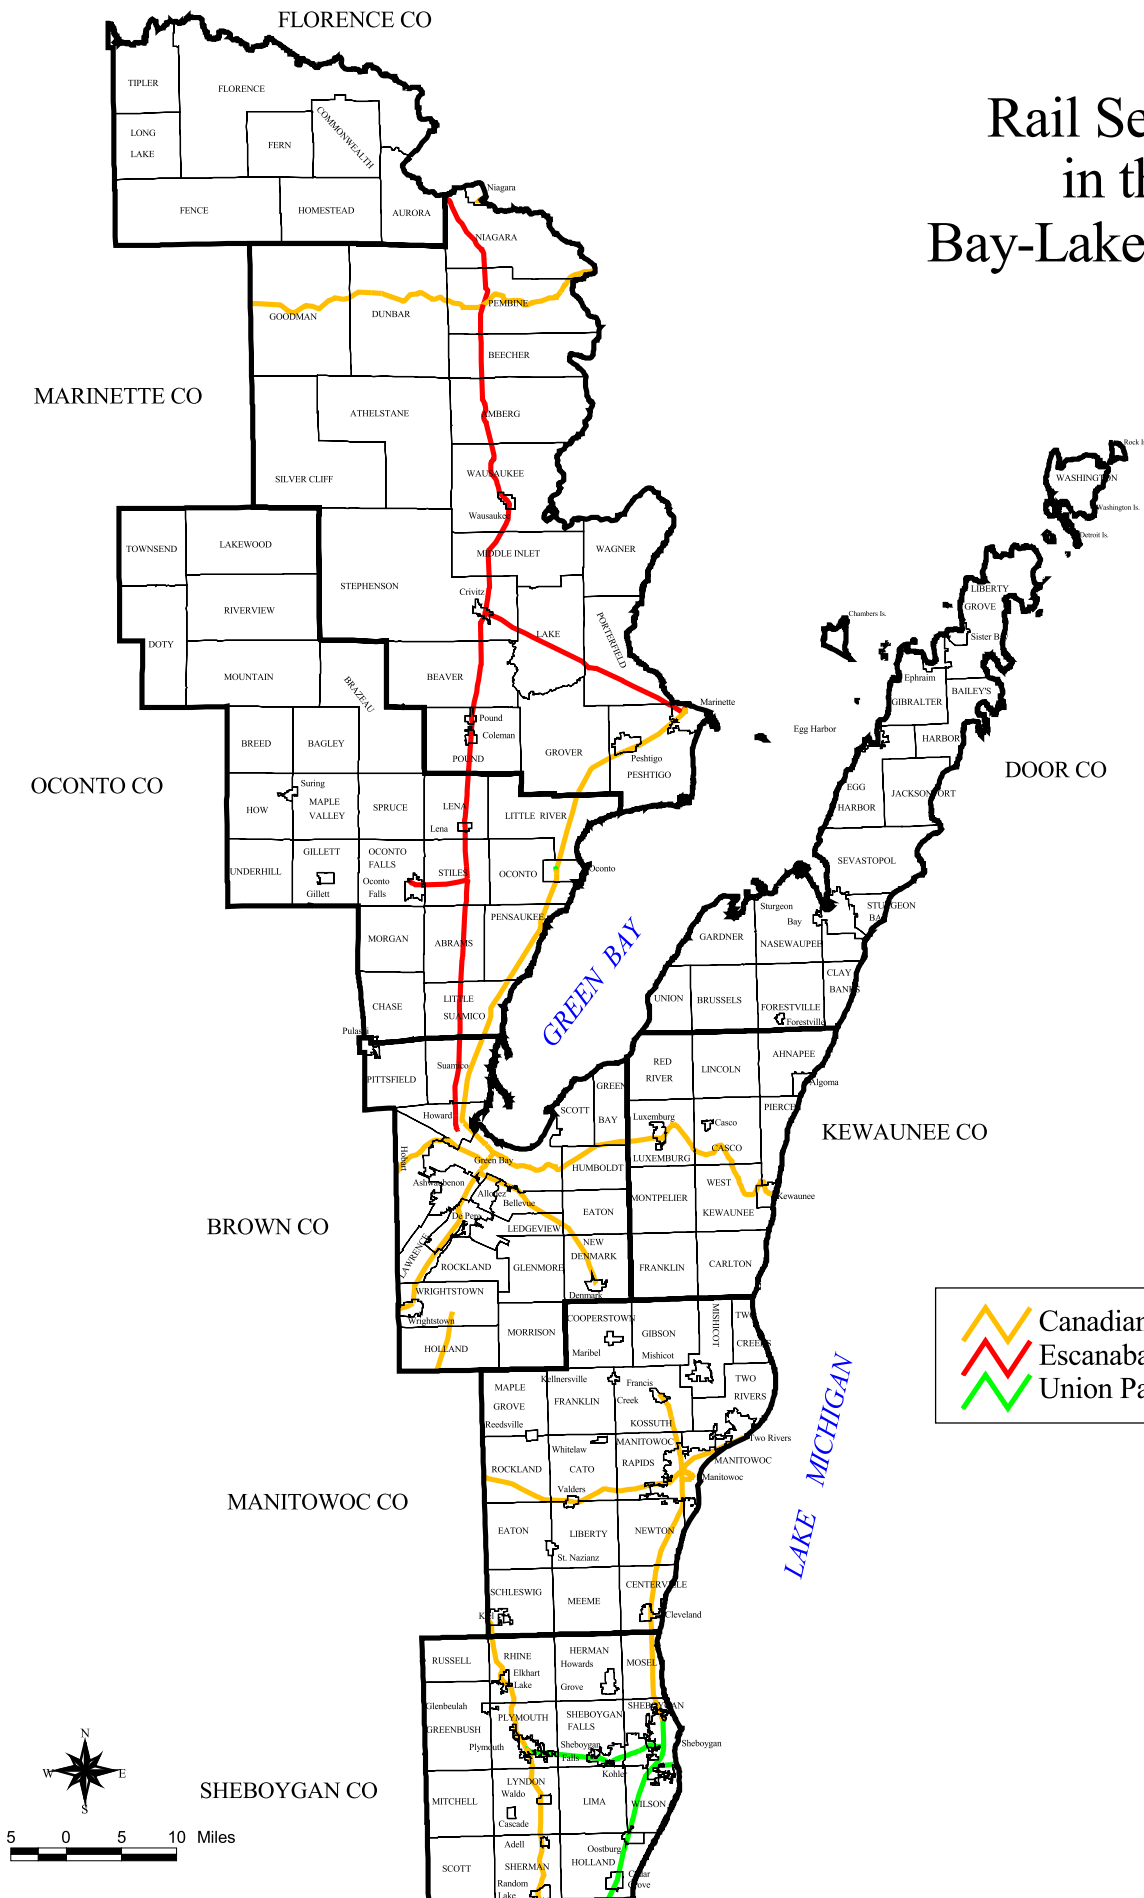 FLORENCE CO
Rail Se
in th
Bay-Lake
TIPLER
FLORENCE
LONG
LAKE
FERN
COMMONWEALTH
FENCE
HOMESTEAD
AURORA
Niagara
NIAGARA
GOODMAN
DUNBAR
PEMBINE
BEECHER
MARINETTE CO
ATHELSTANE
AMBERG
SILVER CLIFF
WAUSAUKEE
Wausaukee
Rock I
WASHINGTON
Washington Is.
Detroit Is.
TOWNSEND
LAKEWOOD
STEPHENSON
MIDDLE INLET
WAGNER
RIVERVIEW
Crivitz
LAKE
PORTERFIELD
DOTY
MOUNTAIN
BRAZEAU
BEAVER
Chambers Is.
LIBERTY
GROVE
Sister Bay
Ephraim
GIBRALTER
BAILEY'S
HARBOR
Egg Harbor
Marinette
Pound
Coleman
POUND
GROVER
Peshtigo
PESHTIGO
BREED
BAGLEY
OCONTO CO
DOOR CO
EGG
HARBOR
JACKSONPORT
Suring
HOW
MAPLE
VALLEY
SPRUCE
LENA
Lena
LITTLE RIVER
UNDERHILL
GILLETT
Gillett
OCONTO
FALLS
Oconto
Falls
STILES
OCONTO
Oconto
SEVASTOPOL
Sturgeon
Bay
STURGEON
BAY
MORGAN
ABRAMS
PENSAUKEE
GREEN BAY
GARDNER
NASEWAUPEE
CLAY
BANKS
CHASE
LITTLE
SUAMICO
UNION
BRUSSELS
FORESTVILLE
Forestville
Pulaski
PITTSFIELD
Suamico
RED
RIVER
LINCOLN
AHNAPEE
Algoma
Howard
SCOTT
GREEN
BAY
Luxemburg
LUXEMBURG
Casco
CASCO
PIERCE
KEWAUNEE CO
Hobart
Green Bay
Ashwaubenon
Allouez
Bellevue
De Pere
HUMBOLDT
EATON
MONTPELIER
WEST
KEWAUNEE
Kewaunee
BROWN CO
LAWRENCE
LEDGEVIEW
ROCKLAND
GLENMORE
NEW
DENMARK
Denmark
FRANKLIN
CARLTON
WRIGHTSTOWN
Wrightstown
HOLLAND
MORRISON
COOPERSTOWN
Maribel
GIBSON
Mishicot
MISHICOT
TWO
CREEKS
Canadian
Escanaba
Union Pa
Kellnersville
MAPLE
GROVE
Reedsville
FRANKLIN
Francis
Creek
KOSSUTH
TWO
RIVERS
Two Rivers
Whitelaw
MANITOWOC
RAPIDS
MANITOWOC
Manitowoc
ROCKLAND
CATO
Valders
LAKE MICHIGAN
MANITOWOC CO
EATON
LIBERTY
St. Nazianz
NEWTON
SCHLESWIG
MEEME
CENTERVILLE
Kiel
Cleveland
RUSSELL
RHINE
Elkhart
Lake
HERMAN
Howards
Grove
MOSEL
Glenbeulah
GREENBUSH
PLYMOUTH
Plymouth
SHEBOYGAN
FALLS
Sheboygan
Falls
SHEBOYGAN
Sheboygan
Kohler
SHEBOYGAN CO
MITCHELL
LYNDON
Waldo
Cascade
LIMA
WILSON
SCOTT
Adell
SHERMAN
Random
Lake
HOLLAND
Oostburg
Cedar
Grove
N
W E
S
5 0 5 10 Miles